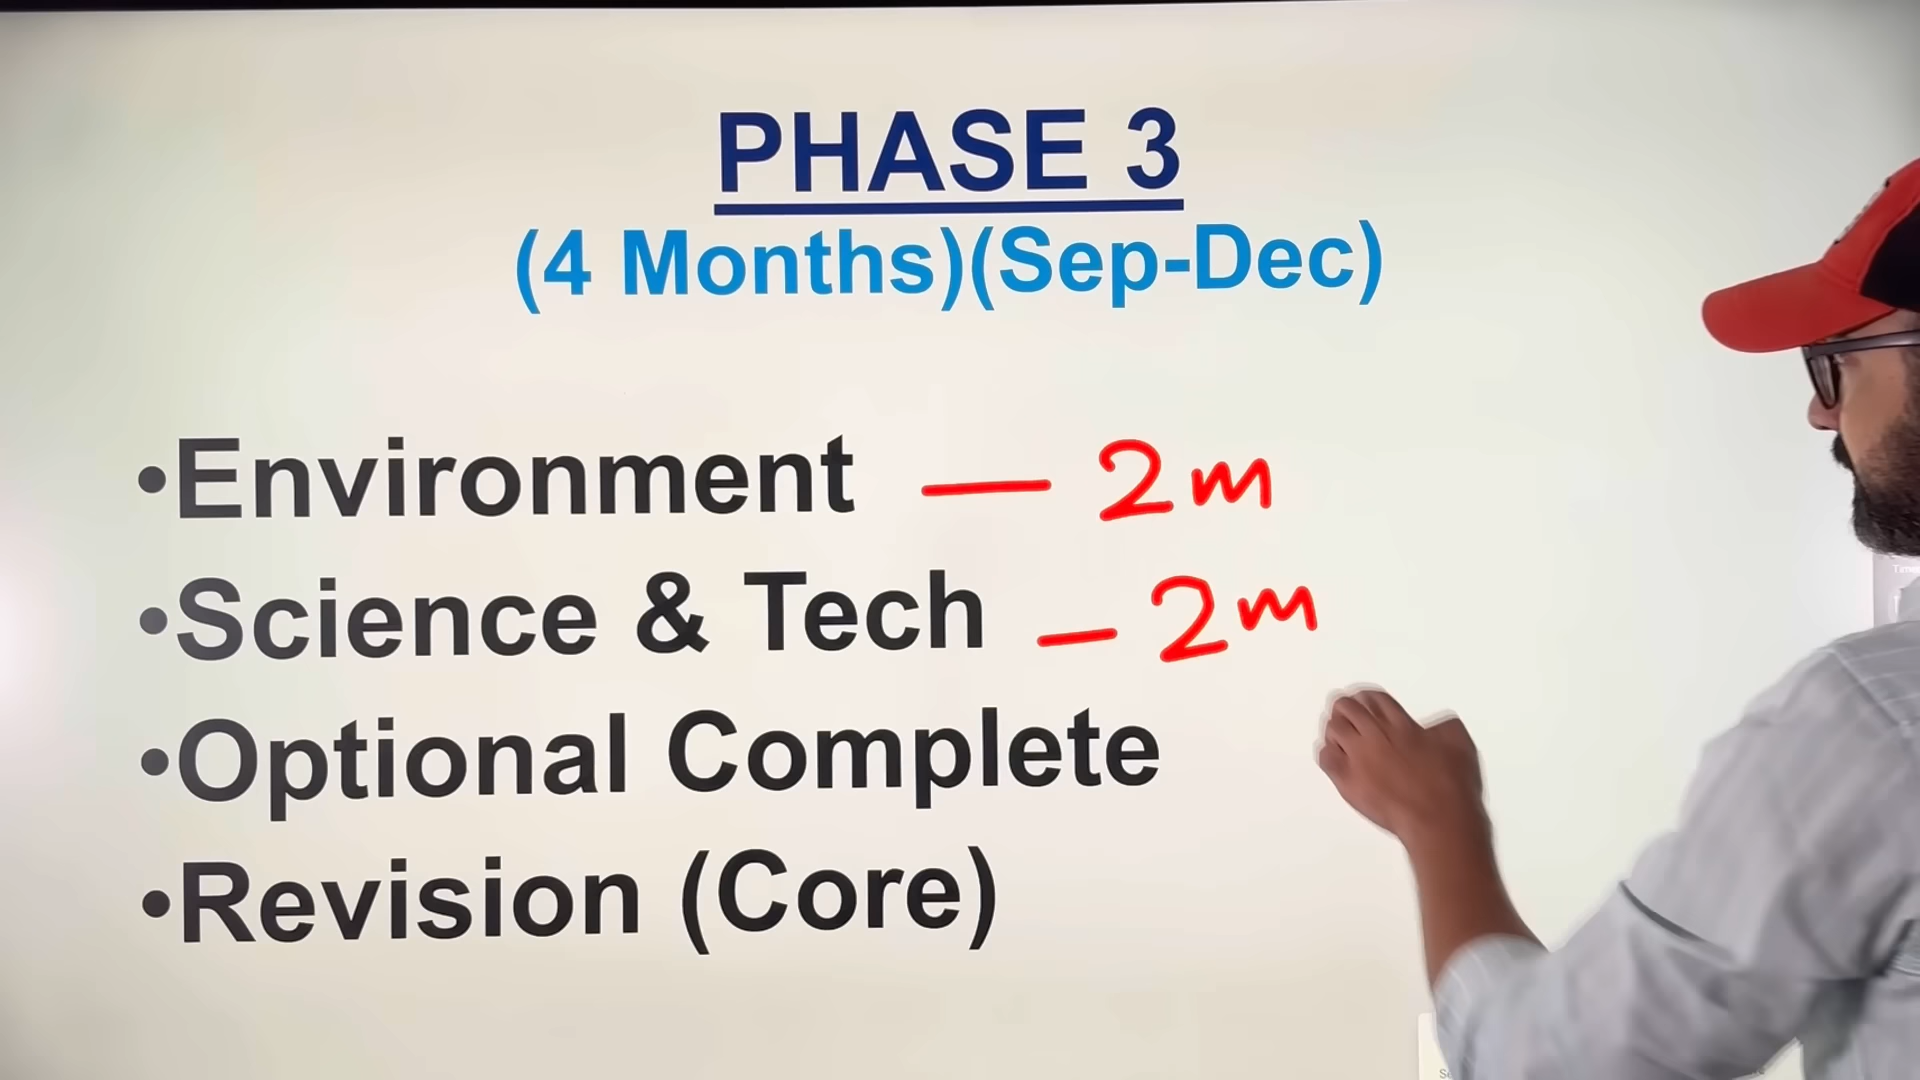 PHASE 3
(4 Months)(Sep-Dec)
•Environment — 2m
•Science & Tech – 2m
•Optional Complete
•Revision (Core)